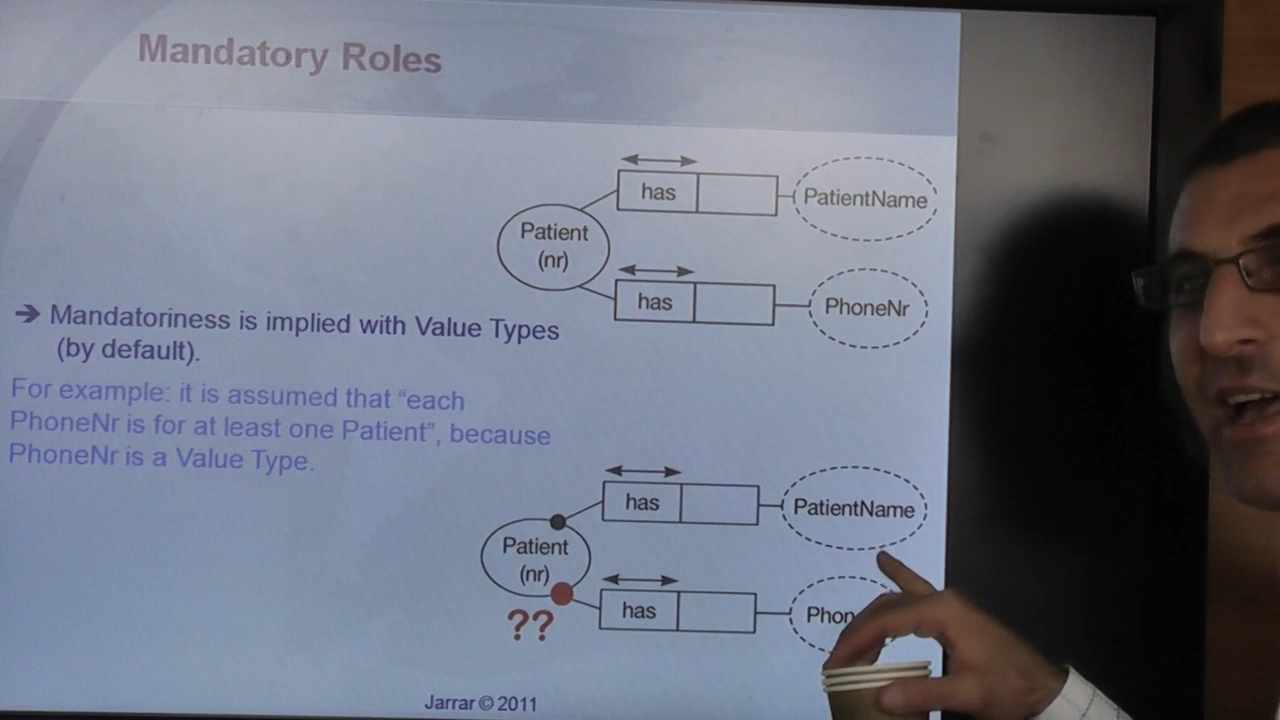 Mandatory Roles
has
PatientName
Patient
(nr)
has
PhoneNr
➔ Mandatoriness is implied with Value Types
(by default).
For example: it is assumed that “each
PhoneNr is for at least one Patient”, because
PhoneNr is a Value Type.
has
PatientName
Patient
(nr)
??
has
Phon
Jarrar © 2011